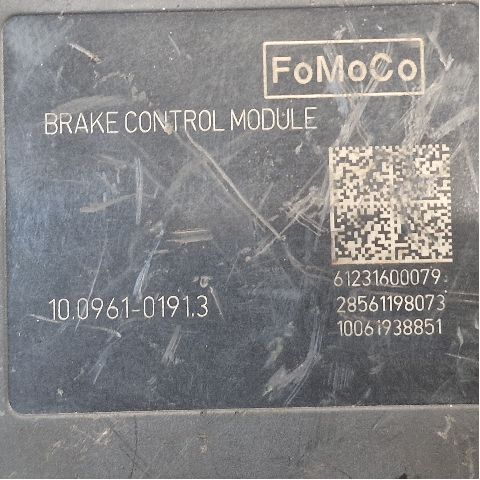 FoMoCo
BRAKE CONTROL MODULE
61231600079
10.0961-0191.3
28561198073
10061938851